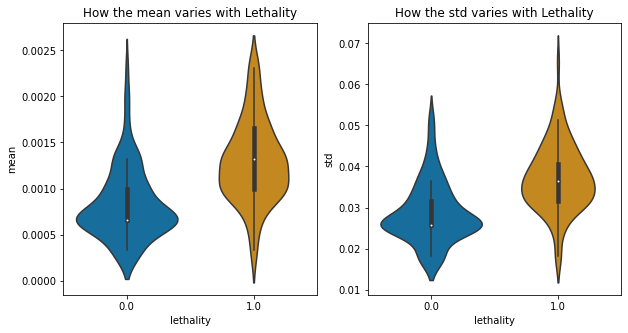 How the mean varies with Lethality
mean
0.0025
0.0020
0.0015
0.0010
0.0005
0.0000
0.0
1.0
lethality
How the std varies with Lethality
std
0.07
0.06
0.05
0.04
0.03
0.02
0.01
0.0
1.0
lethality